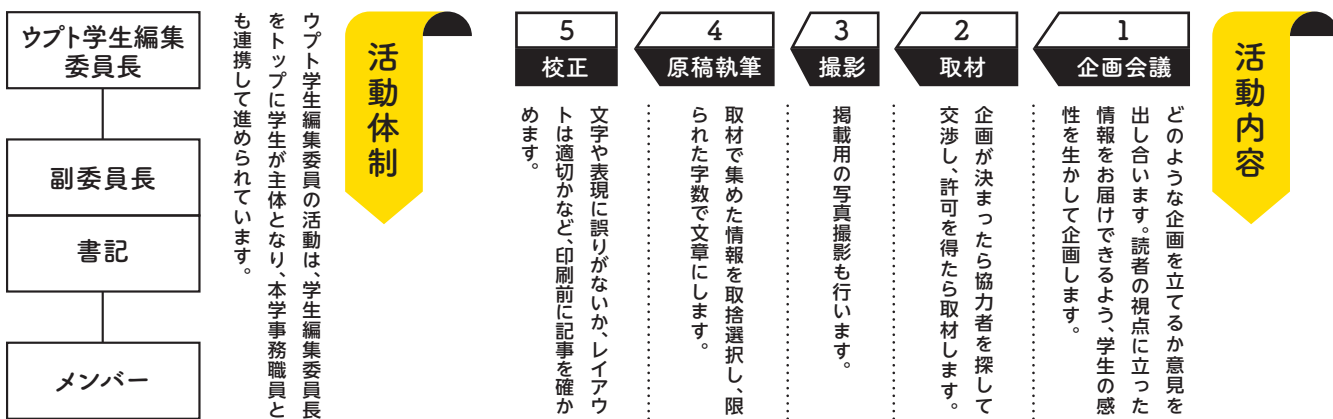 活動内容
1
企画会議
どのような企画を立てるか意見を
出し合います。読者の視点に立った
情報をお届けできるよう、学生の感
性を生かして企画します。
2
取材
企画が決まったら協力者を探して
交渉し、許可を得たら取材します。
3
撮影
掲載用の写真撮影も行います。
4
原稿執筆
取材で集めた情報を取捨選択し、限
られた字数で文章にします。
5
校正
文字や表現に誤りがないか、レイアウ
トは適切かなど、印刷前に記事を確か
めます。
活動体制
ウプト学生編集委員の活動は、学生編集委員長
をトップに学生が主体となり、本学事務職員と
も連携して進められています。
ウプト学生編集
委員長
副委員長
書記
メンバー